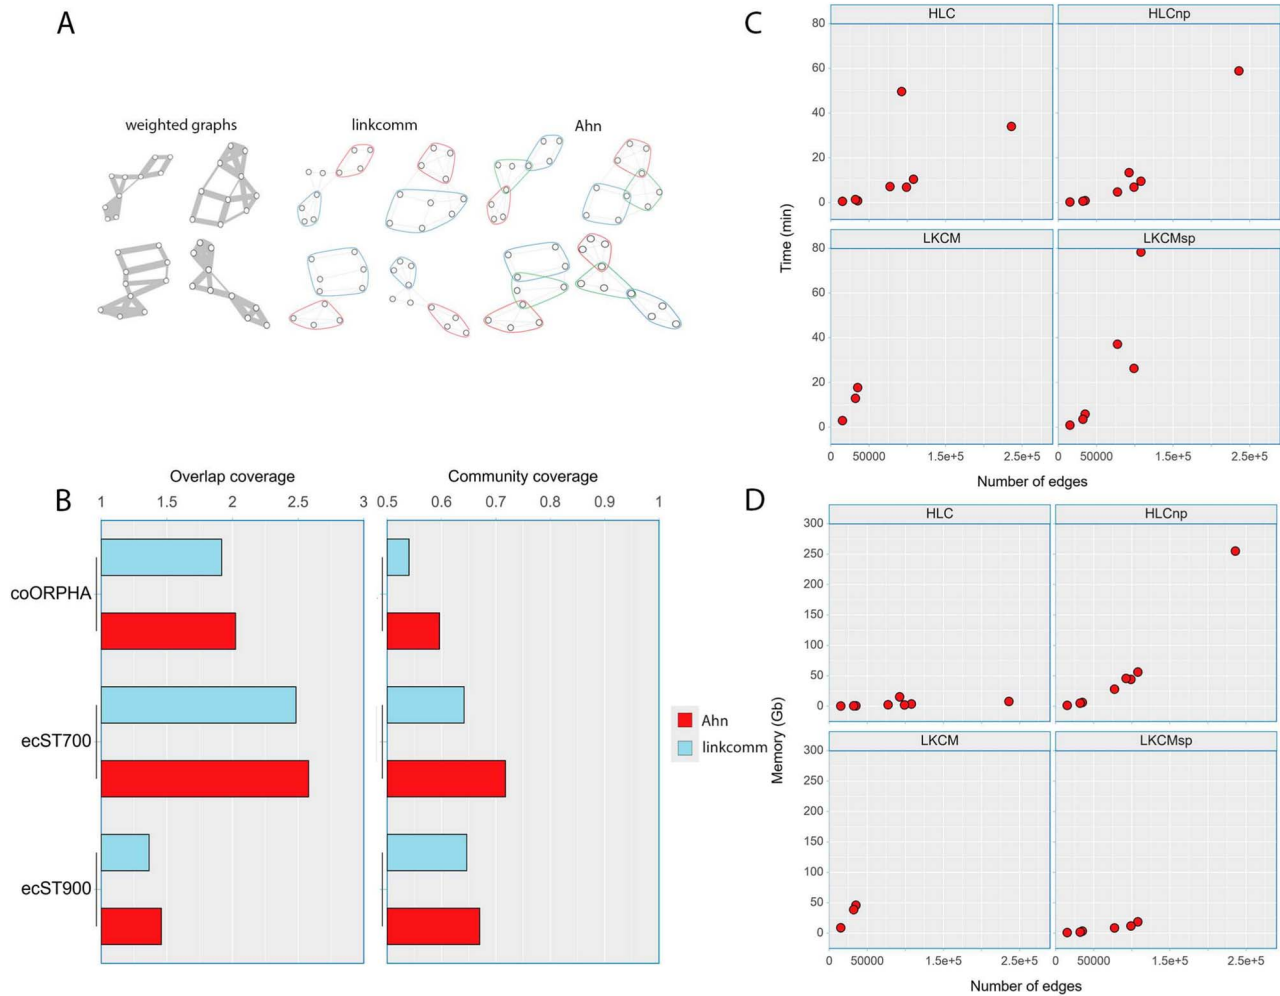 A
weighted graphs linkcomm Ahn
B
Overlap coverage Community coverage
1 1.5 2 2.5 3 0.5 0.6 0.7 0.8 0.9 1
coORPHA
ecST700
ecST900
Ahn
linkcomm
C
HLC HLCnp
80
60
40
20
0
LKCM LKCMsp
80
60
40
20
0
Time (min)
0 50000 1.5e+5 2.5e+5 0 50000 1.5e+5 2.5e+5
Number of edges
D
HLC HLCnp
300
250
200
150
100
50
0
LKCM LKCMsp
300
250
200
150
100
50
0
Memory (Gb)
0 50000 1.5e+5 2.5e+5 0 50000 1.5e+5 2.5e+5
Number of edges